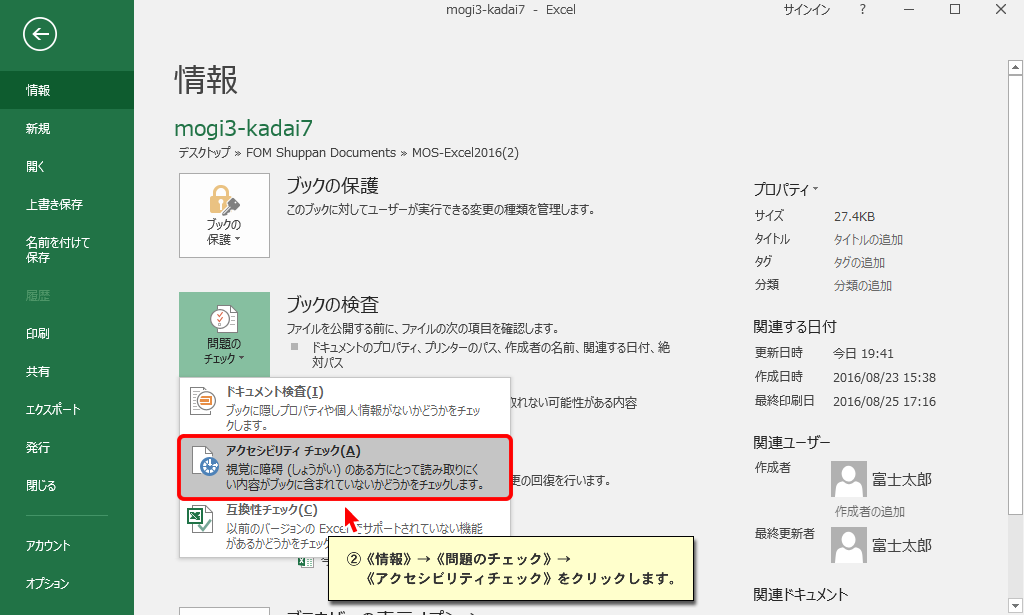 mogi3-kadai7 - Excel
サインイン
?
情報
新規
開く
上書き保存
名前を付けて
保存
履歴
印刷
共有
エクスポート
発行
閉じる
アカウント
オプション
情報
mogi3-kadai7
デスクトップ » FOM Shuppan Documents » MOS-Excel2016(2)
ブックの
保護
ブックの保護
このブックに対してユーザーが実行できる変更の種類を管理します。
問題の
チェック
ブックの検査
ファイルを公開する前に、ファイルの次の項目を確認します。
ドキュメントのプロパティ、プリンターのパス、作成者の名前、関連する日付、絶
対パス
取れない可能性がある内容
ドキュメント検査(I)
ブックに隠しプロパティや個人情報がないかどうかをチェッ
クします。
アクセシビリティ チェック(A)
視覚に障碍 (しょうがい) のある方にとって読み取りにく
い内容がブックに含まれていないかどうかをチェックします。
更の回復を行います。
互換性チェック(C)
以前のバージョンの Excel でサポートされていない機能
があるかどうかをチェック
②《情報》→《問題のチェック》→
《アクセシビリティチェック》をクリックします。
プロパティ
サイズ 27.4KB
タイトル タイトルの追加
タグ タグの追加
分類 分類の追加
関連する日付
更新日時 今日 19:41
作成日時 2016/08/23 15:38
最終印刷日 2016/08/25 17:16
関連ユーザー
作成者 富士太郎
作成者の追加
最終更新者 富士太郎
関連ドキュメント